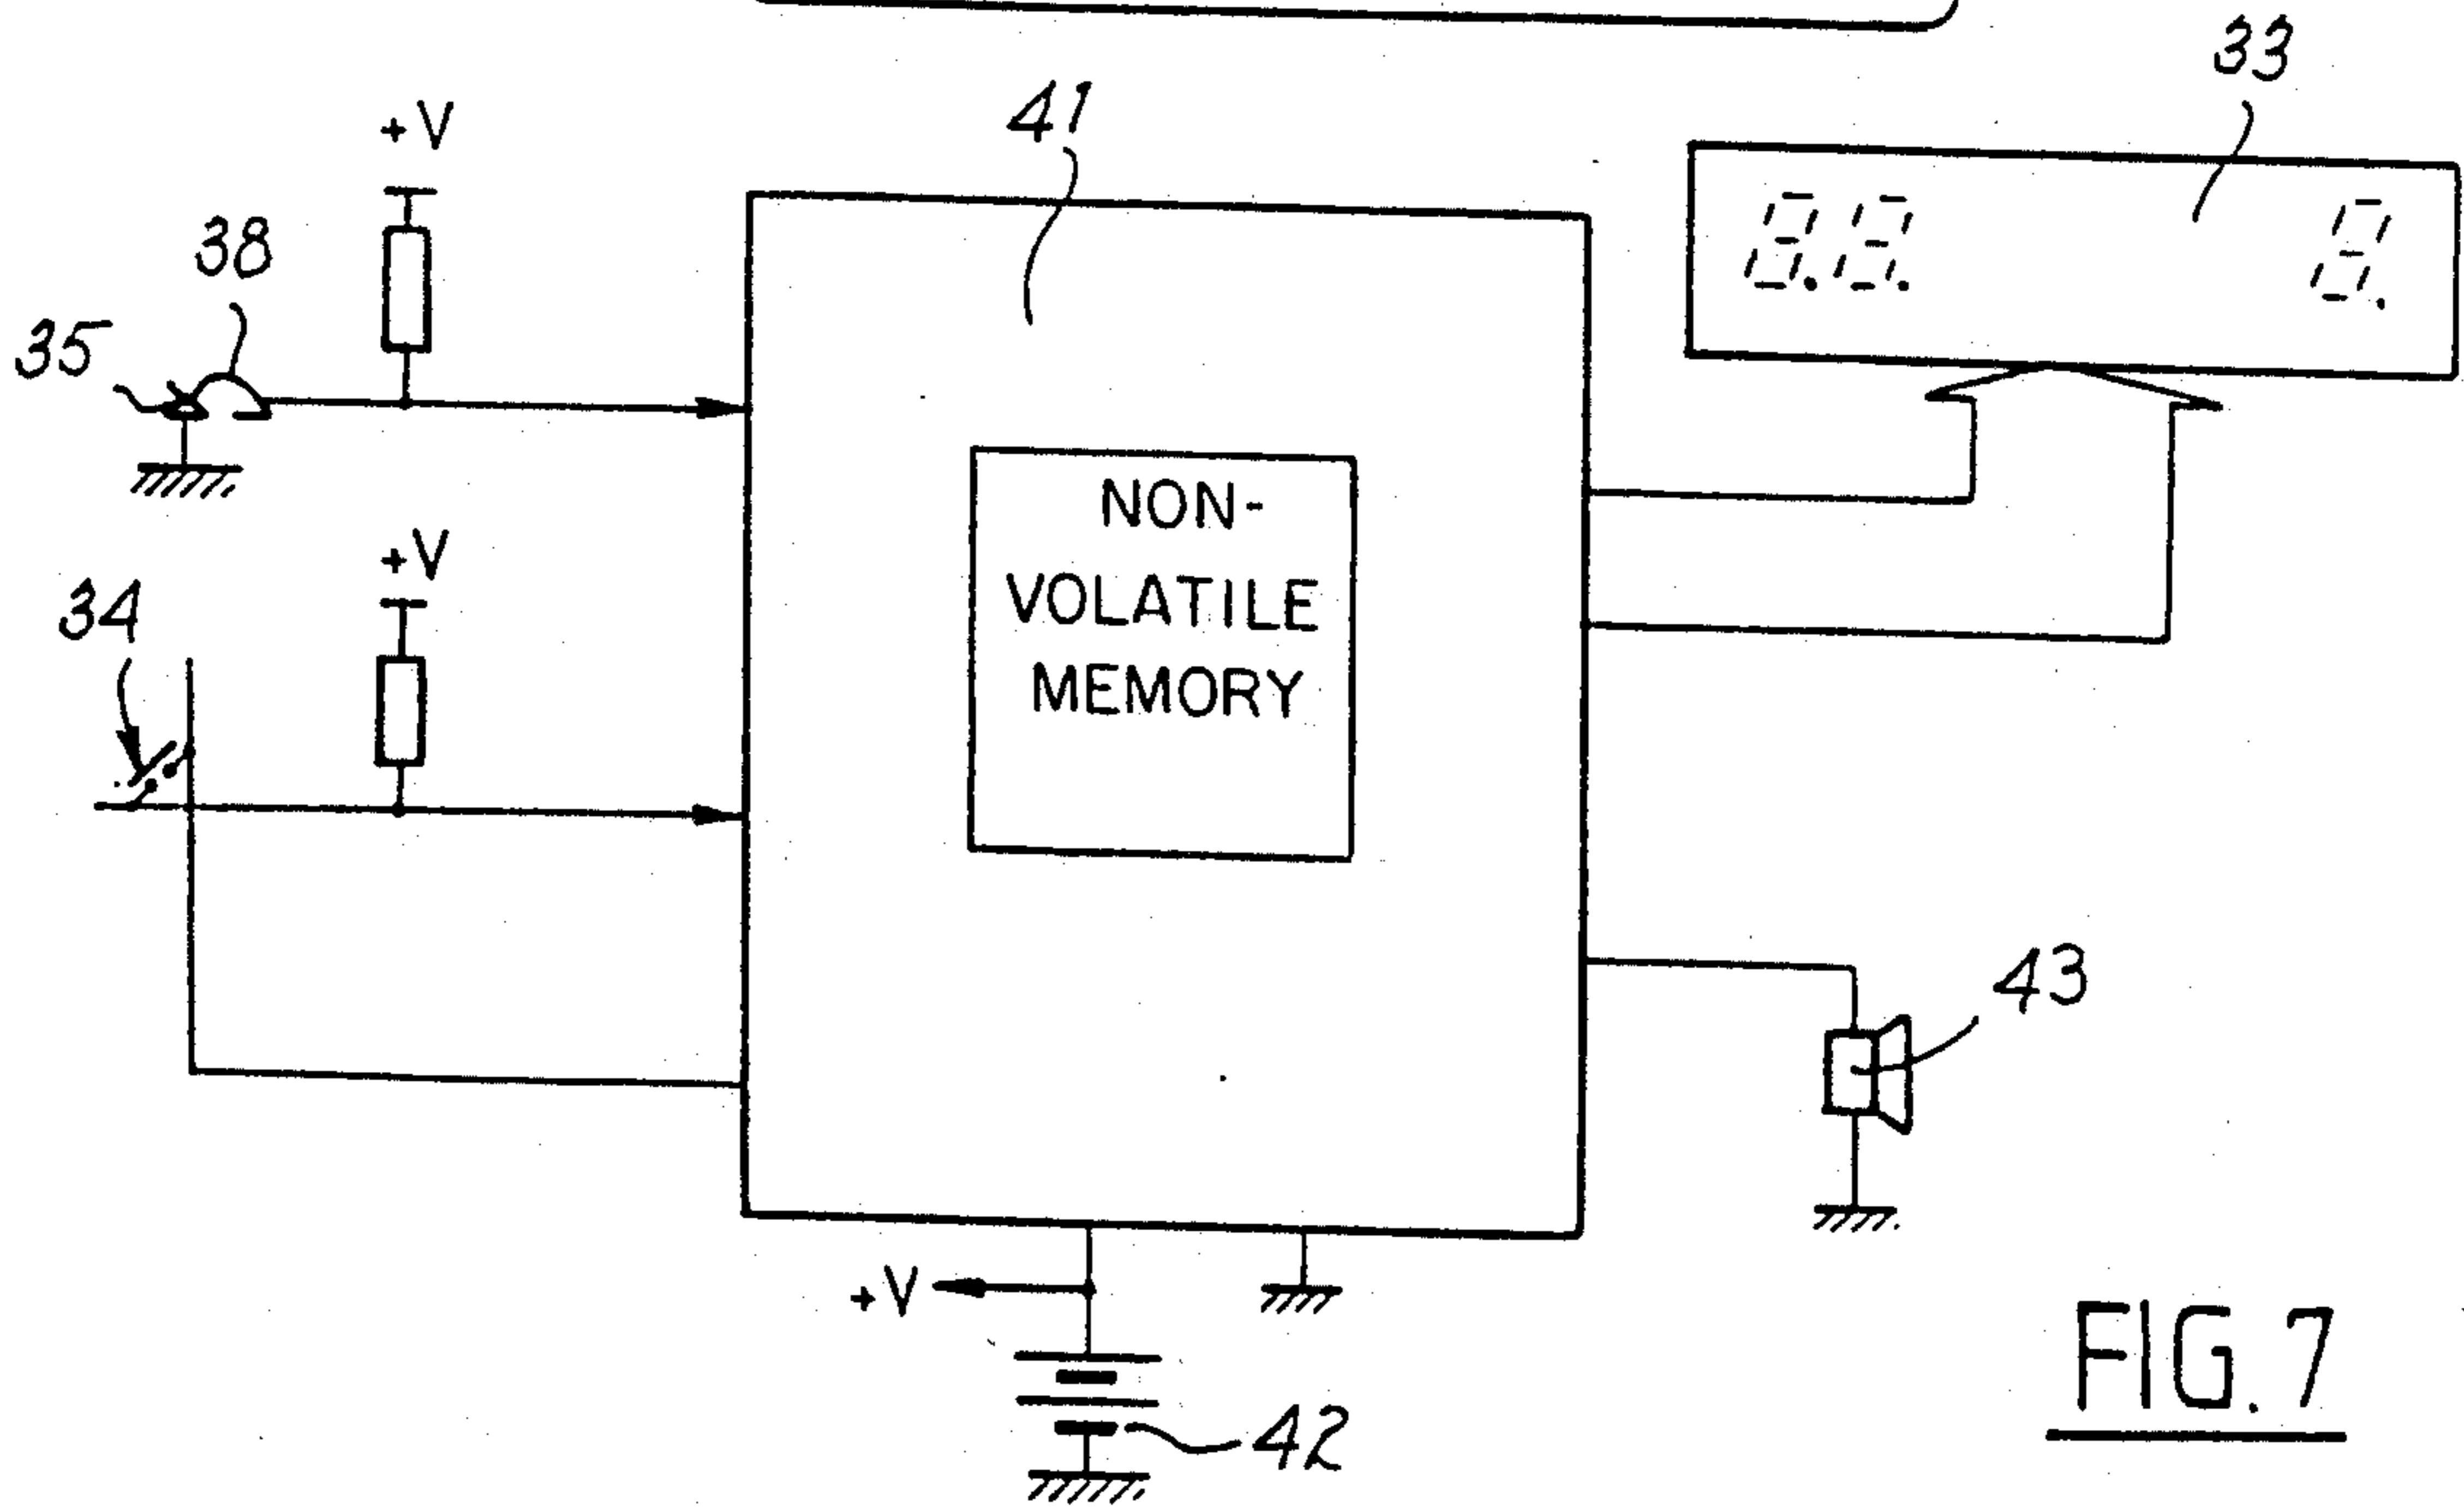 33
41
+V
38
35
NON-
VOLATILE
MEMORY
+V
34
43
+V
42
FIG. 7